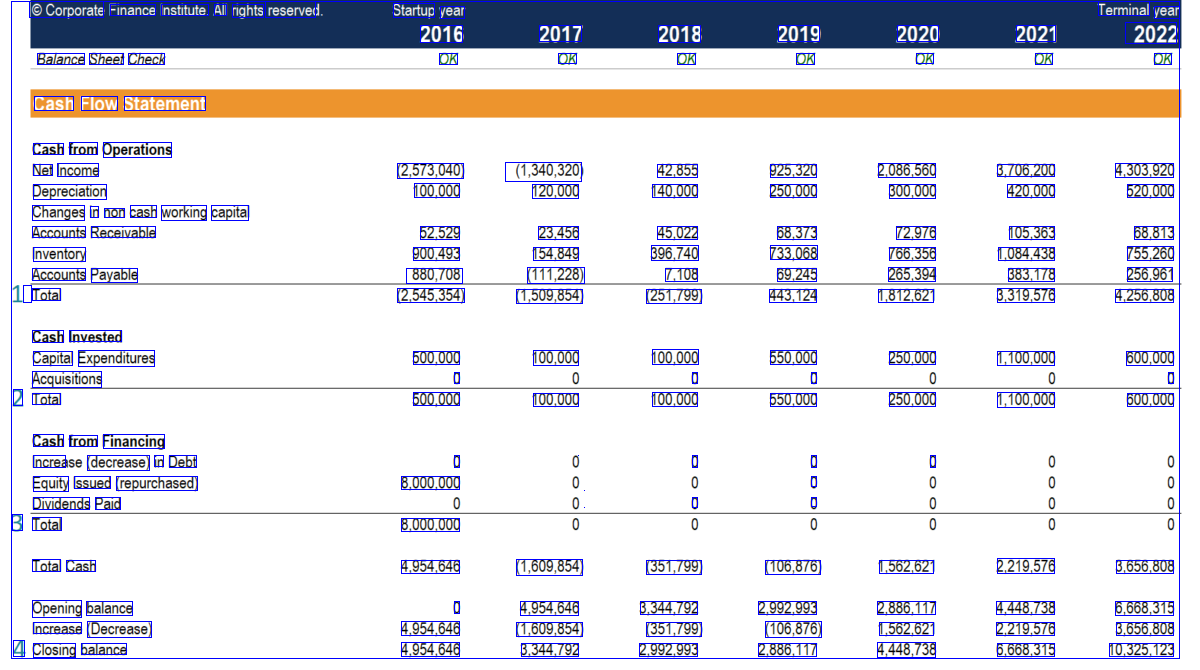 © Corporate Finance Institute. All rights reserved. Startup year Terminal year
2016 2017 2018 2019 2020 2021 2022
Balance Sheet Check OK OK OK OK OK OK OK
Cash Flow Statement
Cash from Operations
Net Income (2,573,040) (1,340,320) 42,855 925,320 2,086,560 3,706,200 4,303,920
Depreciation 100,000 120,000 140,000 250,000 300,000 420,000 520,000
Changes in non cash working capital
Accounts Receivable 52,529 23,456 45,022 68,373 72,976 105,363 68,813
Inventory 900,493 154,849 396,740 733,068 766,356 1,084,438 755,260
Accounts Payable 880,708 (111,228) 7,108 69,245 265,394 383,178 256,961
1 Total (2,545,354) (1,509,854) (251,799) 443,124 1,812,621 3,319,576 4,256,808
Cash Invested
Capital Expenditures 500,000 100,000 100,000 550,000 250,000 1,100,000 600,000
Acquisitions 0 0 0 0 0 0 0
2 Total 500,000 100,000 100,000 550,000 250,000 1,100,000 600,000
Cash from Financing
Increase (decrease) in Debt 0 0 0 0 0 0 0
Equity Issued (repurchased) 8,000,000 0 0 0 0 0 0
Dividends Paid 0 0 0 0 0 0 0
3 Total 8,000,000 0 0 0 0 0 0
Total Cash 4,954,646 (1,609,854) (351,799) (106,876) 1,562,621 2,219,576 3,656,808
Opening balance 0 4,954,646 3,344,792 2,992,993 2,886,117 4,448,738 6,668,315
Increase (Decrease) 4,954,646 (1,609,854) (351,799) (106,876) 1,562,621 2,219,576 3,656,808
4 Closing balance 4,954,646 3,344,792 2,992,993 2,886,117 4,448,738 6,668,315 10,325,123